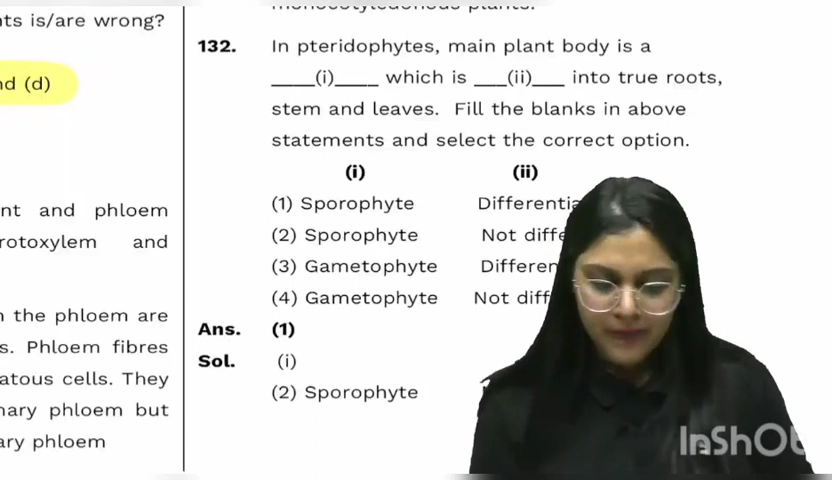 nts is/are wrong?
nd (d)
nt and phloem
rotoxylem and
the phloem are
s. Phloem fibres
atous cells. They
nary phloem but
ary phloem
monocotyledonous plants.
132. In pteridophytes, main plant body is a
____(i)____ which is ___(ii)___ into true roots,
stem and leaves. Fill the blanks in above
statements and select the correct option.
(i) (ii)
(1) Sporophyte Differentia
(2) Sporophyte Not diffe
(3) Gametophyte Differen
(4) Gametophyte Not diff
Ans. (1)
Sol. (i)
(2) Sporophyte
InShOt